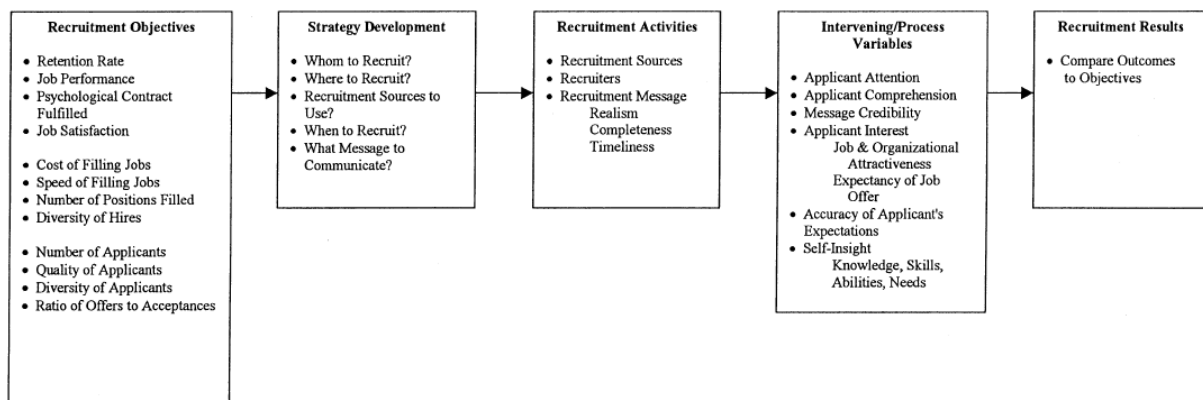 Recruitment Objectives
• Retention Rate
• Job Performance
• Psychological Contract
Fulfilled
• Job Satisfaction
• Cost of Filling Jobs
• Speed of Filling Jobs
• Number of Positions Filled
• Diversity of Hires
• Number of Applicants
• Quality of Applicants
• Diversity of Applicants
• Ratio of Offers to Acceptances
Strategy Development
• Whom to Recruit?
• Where to Recruit?
• Recruitment Sources to
Use?
• When to Recruit?
• What Message to
Communicate?
Recruitment Activities
• Recruitment Sources
• Recruiters
• Recruitment Message
Realism
Completeness
Timeliness
Intervening/Process
Variables
• Applicant Attention
• Applicant Comprehension
• Message Credibility
• Applicant Interest
Job & Organizational
Attractiveness
Expectancy of Job
Offer
• Accuracy of Applicant's
Expectations
• Self-Insight
Knowledge, Skills,
Abilities, Needs
Recruitment Results
• Compare Outcomes
to Objectives